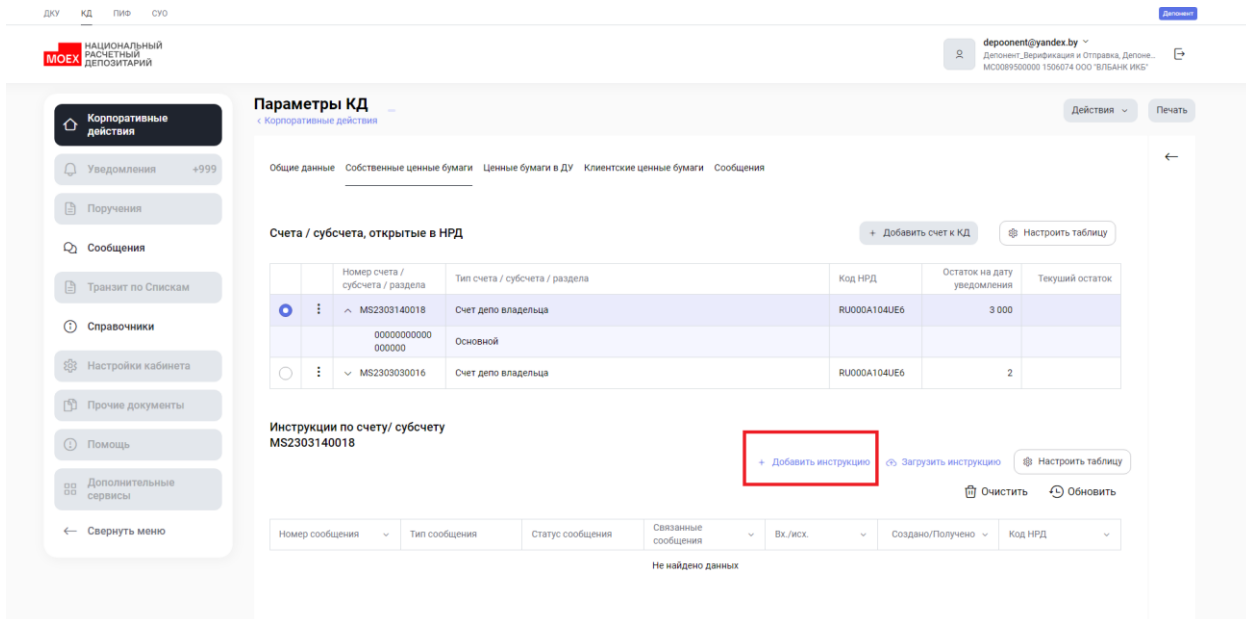 ДКУ КД ПИФ СУО
Депонент
MOEX НАЦИОНАЛЬНЫЙ
РАСЧЕТНЫЙ
ДЕПОЗИТАРИЙ
depoonent@yandex.by
Депонент_Верификация и Отправка, Депоне...
MC0089500000 1506074 ООО "ВЛБАНК ИКБ"
Корпоративные
действия
Уведомления +999
Поручения
Сообщения
Транзит по Спискам
Справочники
Настройки кабинета
Прочие документы
Помощь
Дополнительные
сервисы
Свернуть меню
Параметры КД
< Корпоративные действия
Действия
Печать
Общие данные Собственные ценные бумаги Ценные бумаги в ДУ Клиентские ценные бумаги Сообщения
Счета / субсчета, открытые в НРД
+ Добавить счет к КД
Настроить таблицу
Номер счета /
субсчета / раздела
Тип счета / субсчета / раздела
Код НРД
Остаток на дату
уведомления
Текуший остаток
MS2303140018 Счет депо владельца RU000A104UE6 3 000
00000000000
000000
Основной
MS2303030016 Счет депо владельца RU000A104UE6 2
Инструкции по счету/ субсчету
MS2303140018
+ Добавить инструкцию
Загрузить инструкцию
Настроить таблицу
Очистить
Обновить
Номер сообщения
Тип сообщения
Статус сообщения
Связанные
сообщения
Вх./исх.
Создано/Получено
Код НРД
Не найдено данных